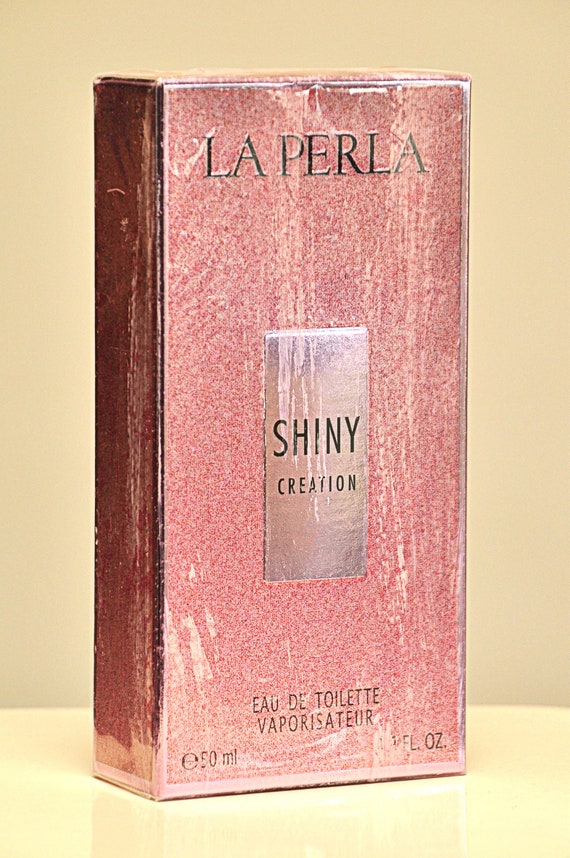 LA PERLA
SHINY
CREATION
EAU DE TOILETTE
VAPORISATEUR
℮50 ml FL. OZ.